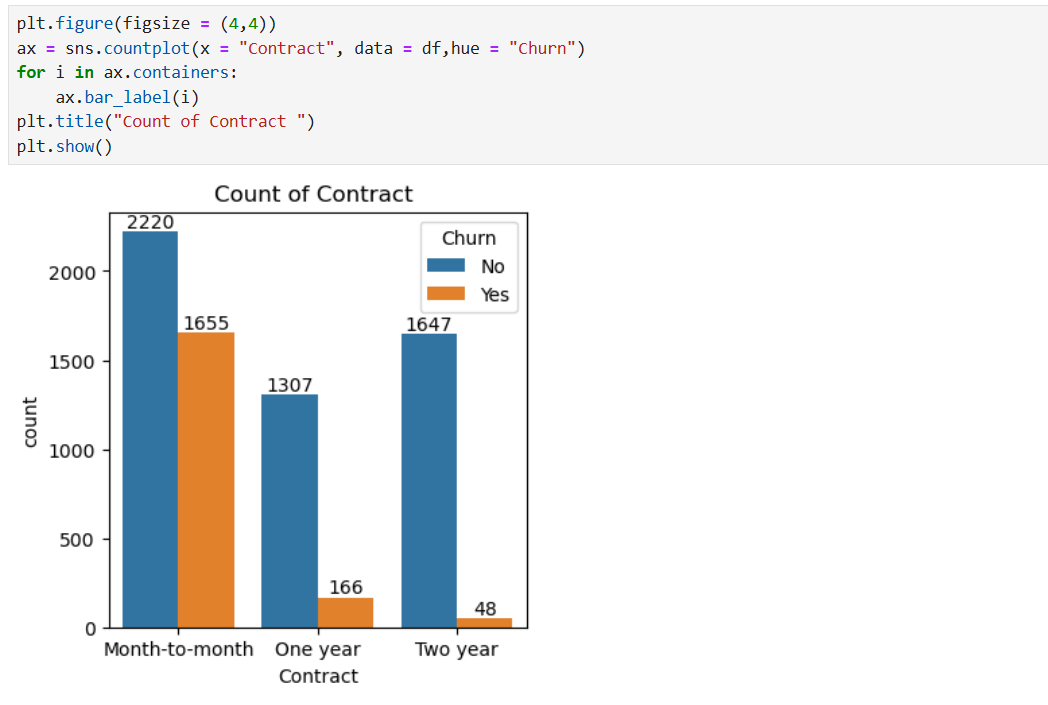 plt.figure(figsize = (4,4))
ax = sns.countplot(x = "Contract", data = df,hue = "Churn")
for i in ax.containers:
    ax.bar_label(i)
plt.title("Count of Contract ")
plt.show()
Count of Contract
2220
1655
1307
166
1647
48
Churn
No
Yes
2000
1500
1000
500
0
count
Month-to-month One year Two year
Contract